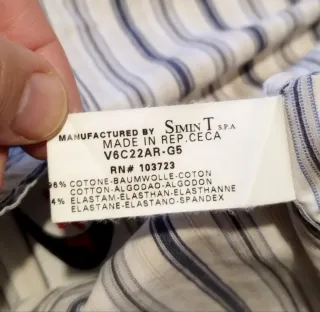 MANUFACTURED BY SIMINT S.P.A
MADE IN REP.CECA
V6C22AR-G5
RN# 103723
96% COTONE-BAUMWOLLE-COTON
COTTON-ALGODAO-ALGODON
4% ELASTAM-ELASTHAN-ELASTHANNE
ELASTANE-ELASTANO-SPANDEX